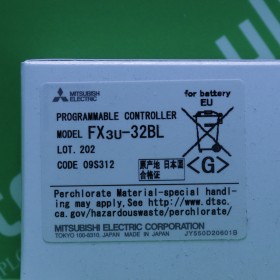 MITSUBISHI
ELECTRIC
for battery
EU
PROGRAMMABLE CONTROLLER
MODEL FX3U-32BL
LOT. 202
CODE 09S312
原产地 日本国
合格证
<G>
Perchlorate Material-special hand-
ling may apply,See http://www.dtsc.
ca.gov/hazardouswaste/perchlorate/
MITSUBISHI ELECTRIC CORPORATION
TOKYO 100-8310, JAPAN MADE IN JAPAN JY550D20601B